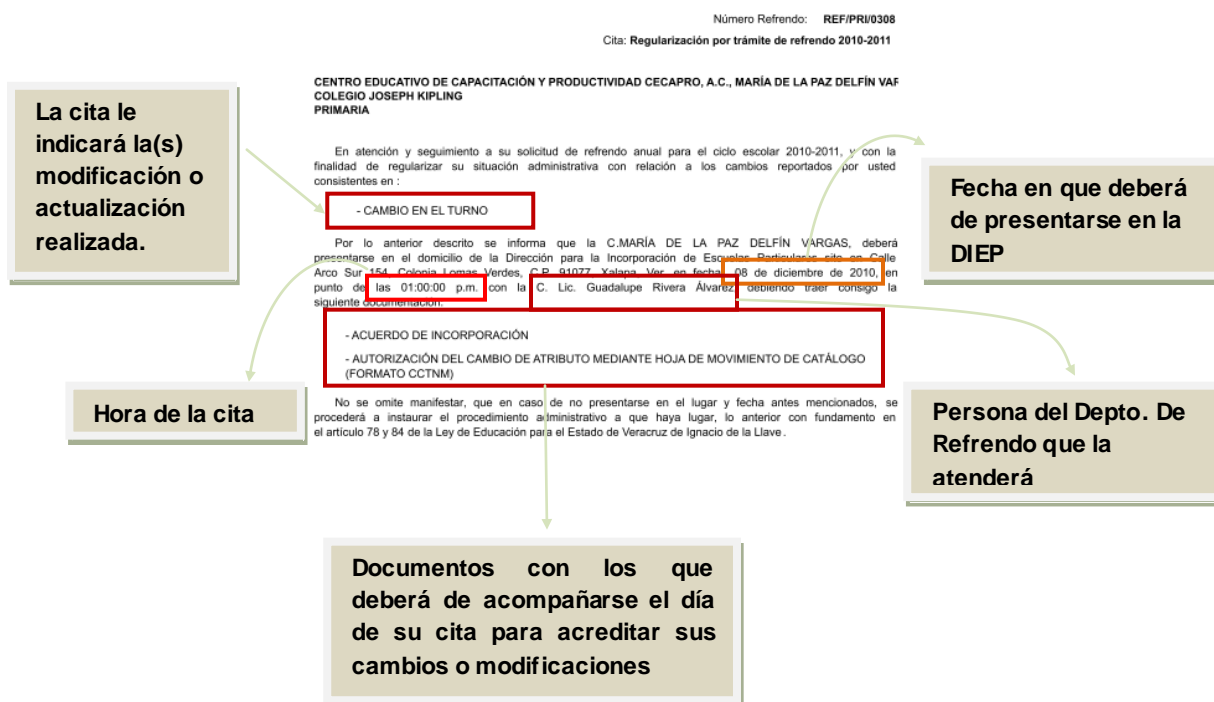 Número Refrendo: REF/PRI/0308
Cita: Regularización por trámite de refrendo 2010-2011
CENTRO EDUCATIVO DE CAPACITACIÓN Y PRODUCTIVIDAD CECAPRO, A.C., MARÍA DE LA PAZ DELFÍN VAR
COLEGIO JOSEPH KIPLING
PRIMARIA
La cita le
indicará la(s)
modificación o
actualización
realizada.
En atención y seguimiento a su solicitud de refrendo anual para el ciclo escolar 2010-2011, y con la
finalidad de regularizar su situación administrativa con relación a los cambios reportados por usted
consistentes en :
- CAMBIO EN EL TURNO
Fecha en que deberá
de presentarse en la
DIEP
Por lo anterior descrito se informa que la C.MARÍA DE LA PAZ DELFÍN VARGAS, deberá
presentarse en el domicilio de la Dirección para la Incorporación de Escuelas Particulares sito en Calle
Arco Sur 154, Colonia Lomas Verdes, C.P. 91077, Xalapa, Ver. en fecha 08 de diciembre de 2010, en
punto de las 01:00:00 p.m. con la C. Lic. Guadalupe Rivera Álvarez, debiendo traer consigo la
siguiente documentación:
- ACUERDO DE INCORPORACIÓN
- AUTORIZACIÓN DEL CAMBIO DE ATRIBUTO MEDIANTE HOJA DE MOVIMIENTO DE CATÁLOGO
(FORMATO CCTNM)
Hora de la cita
No se omite manifestar, que en caso de no presentarse en el lugar y fecha antes mencionados, se
procederá a instaurar el procedimiento administrativo a que haya lugar, lo anterior con fundamento en
el artículo 78 y 84 de la Ley de Educación para el Estado de Veracruz de Ignacio de la Llave.
Persona del Depto. De
Refrendo que la
atenderá
Documentos con los que
deberá de acompañarse el día
de su cita para acreditar sus
cambios o modificaciones